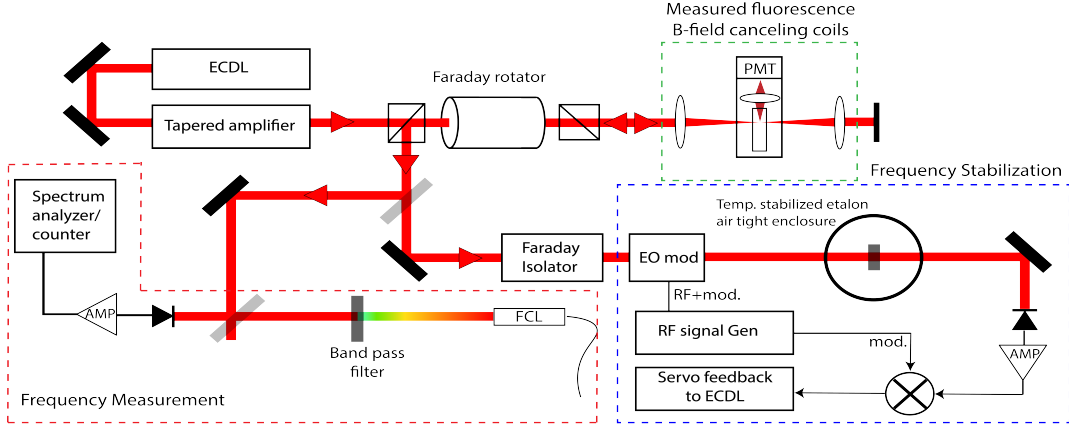 Measured fluorescence
B-field canceling coils
ECDL
Faraday rotator
PMT
Tapered amplifier
Frequency Stabilization
Spectrum
analyzer/
counter
Temp. stabilized etalon
air tight enclosure
Faraday
Isolator
EO mod
RF+mod.
AMP
FCL
RF signal Gen
mod.
AMP
Band pass
filter
Servo feedback
to ECDL
Frequency Measurement